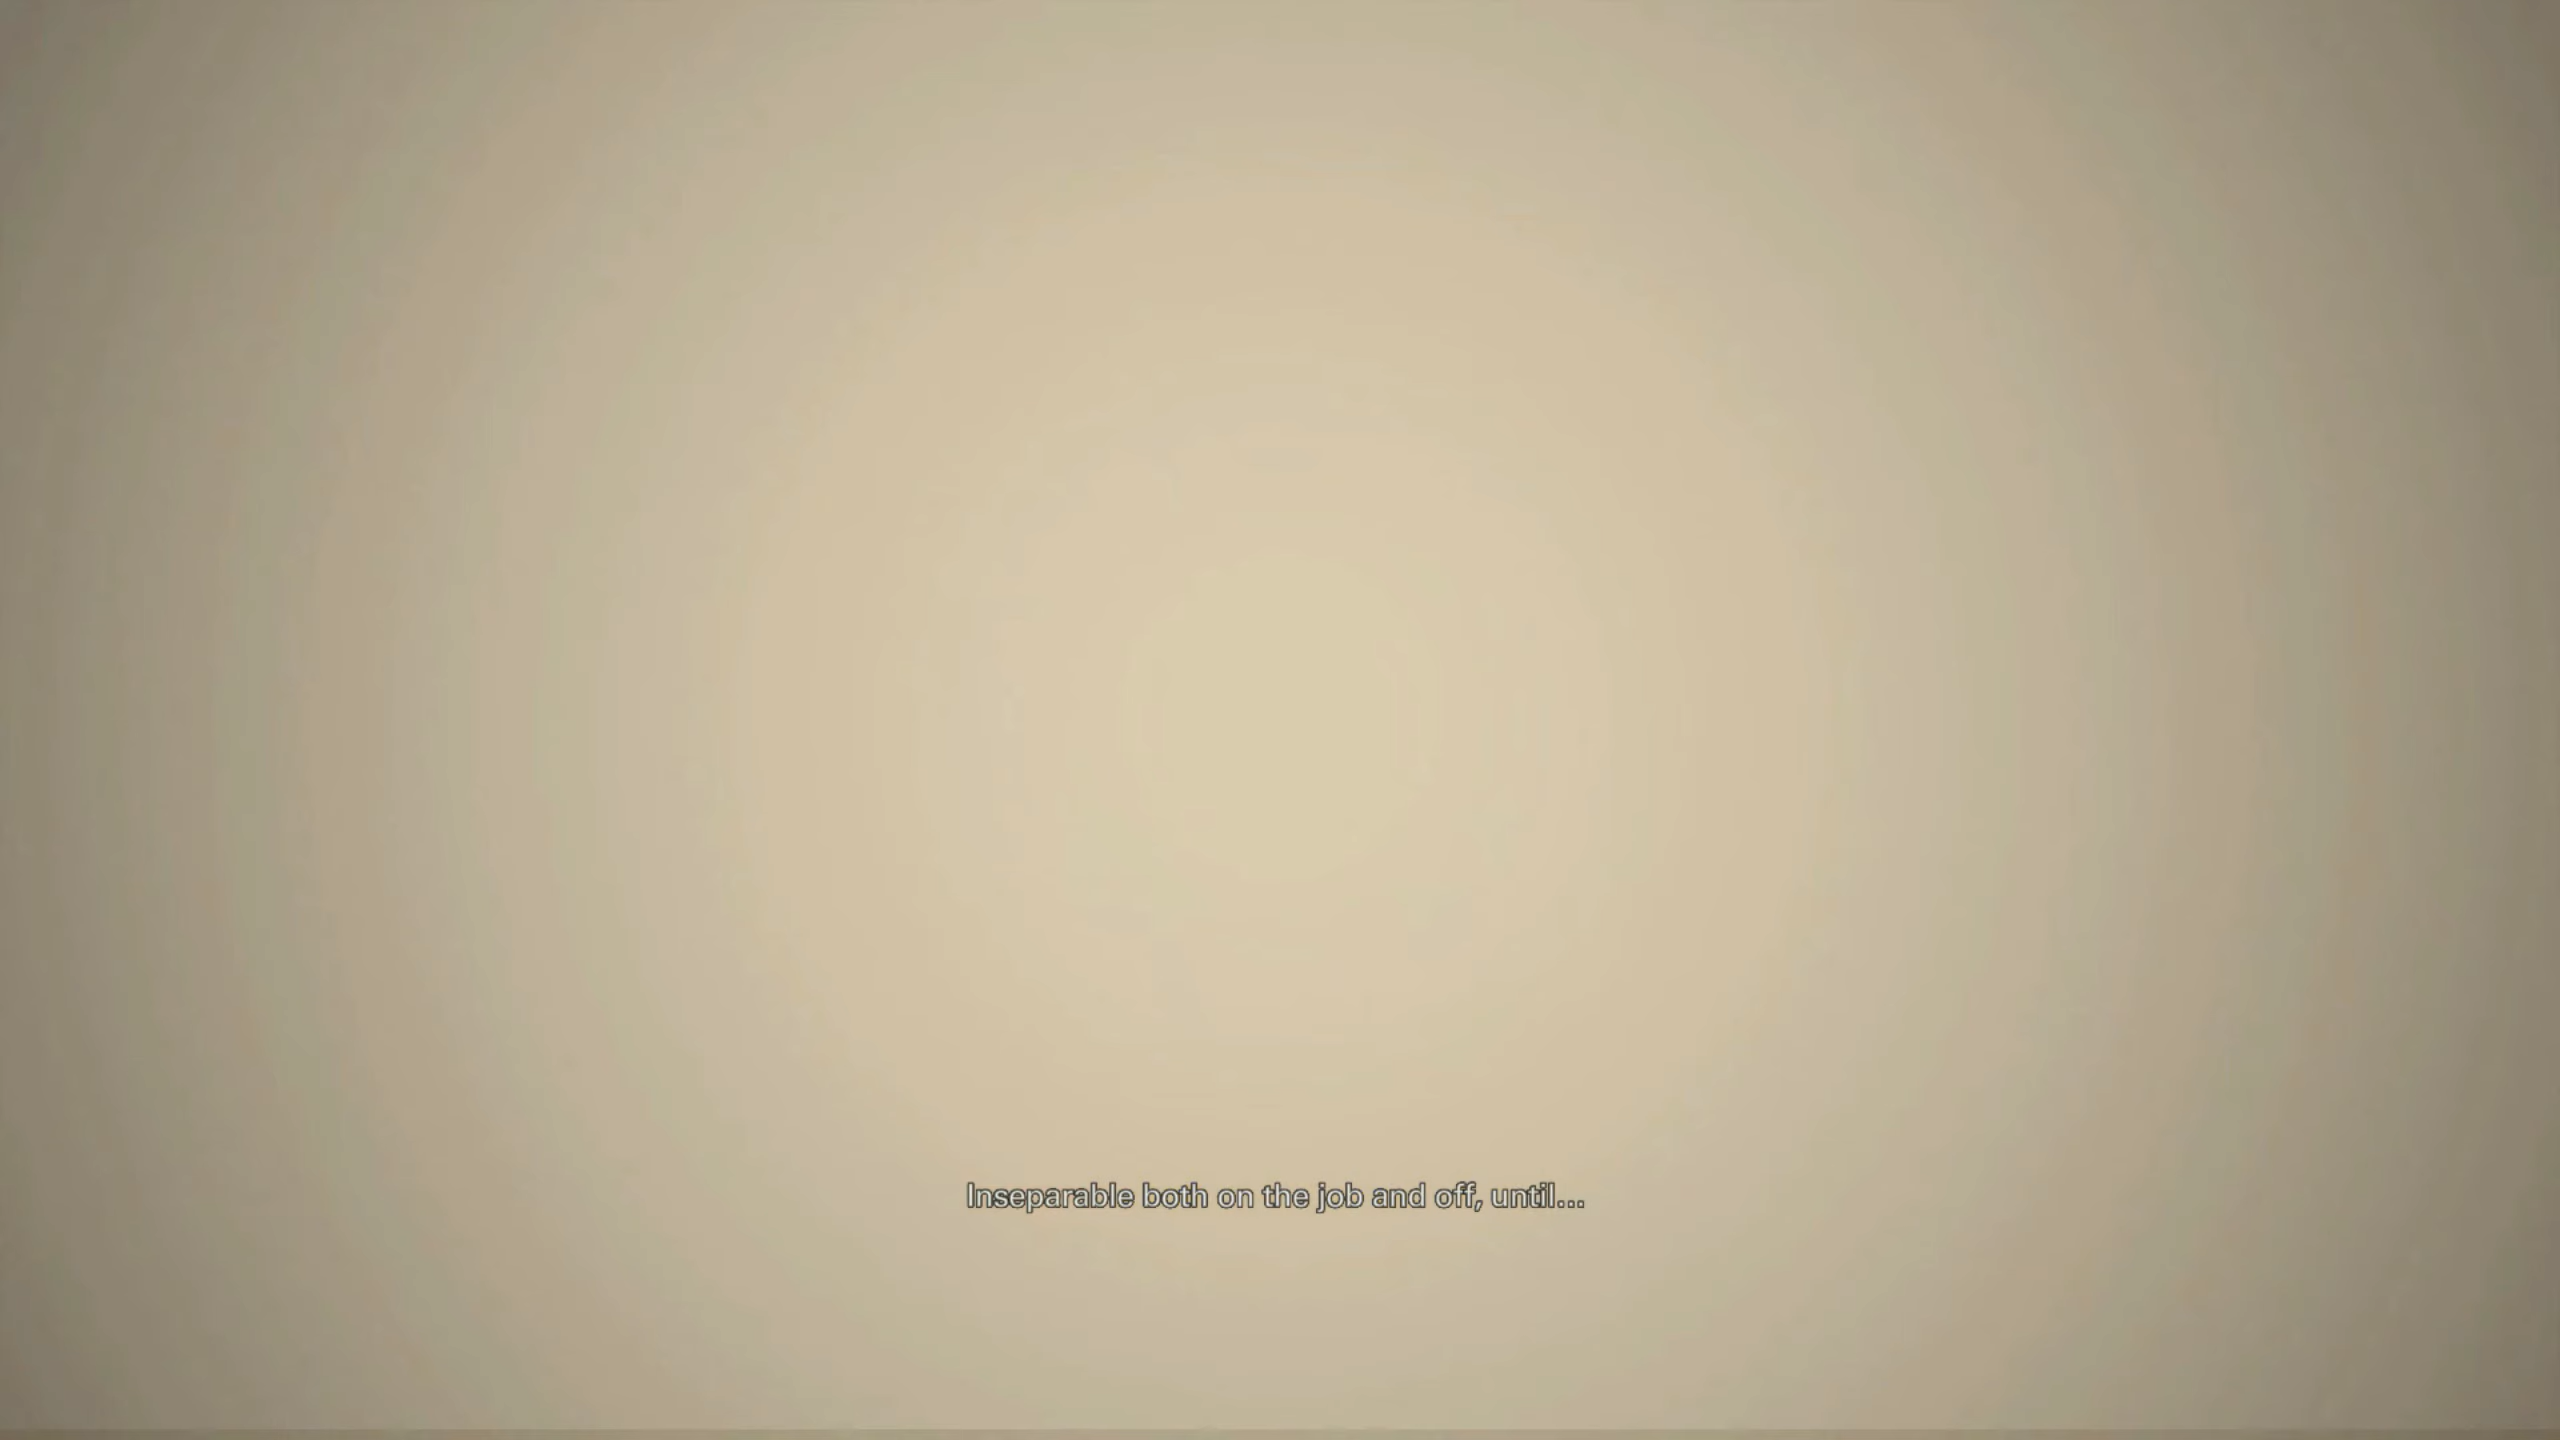 Inseparable both on the job and off, until...